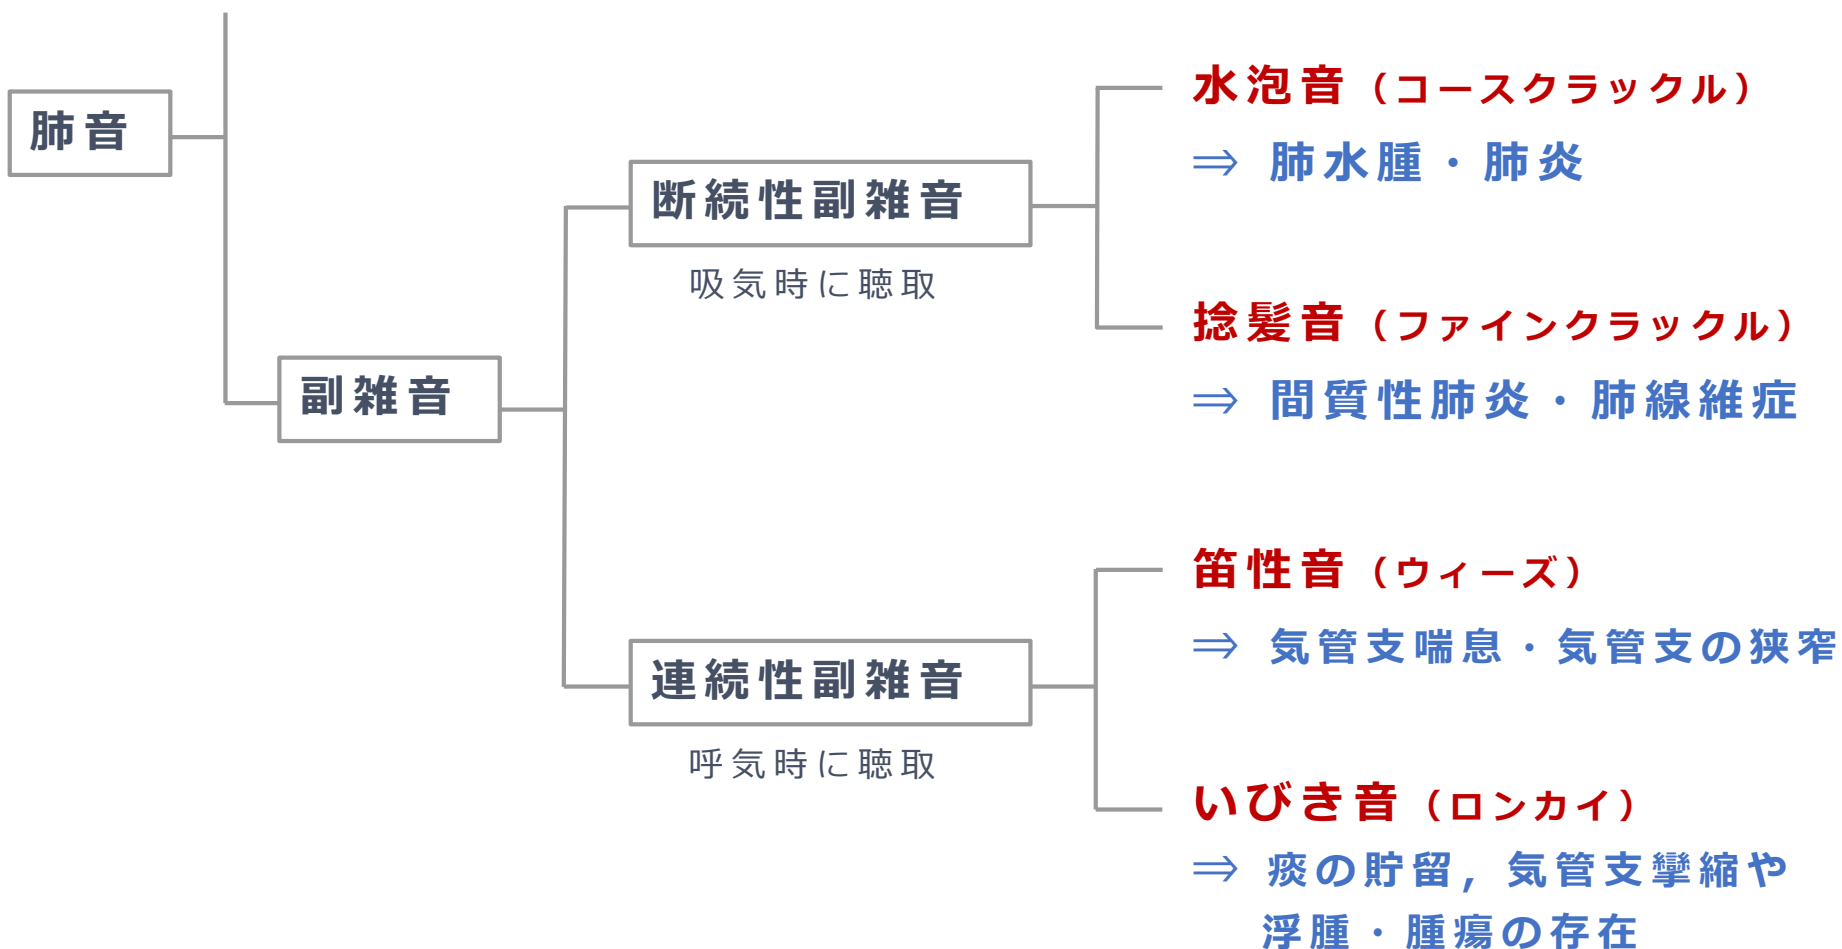 肺音
副雑音
断続性副雑音
吸気時に聴取
水泡音（コースクラックル）
⇒ 肺水腫・肺炎
捻髪音（ファインクラックル）
⇒ 間質性肺炎・肺線維症
連続性副雑音
呼気時に聴取
笛性音（ウィーズ）
⇒ 気管支喘息・気管支の狭窄
いびき音（ロンカイ）
⇒ 痰の貯留，気管支攣縮や
浮腫・腫瘍の存在